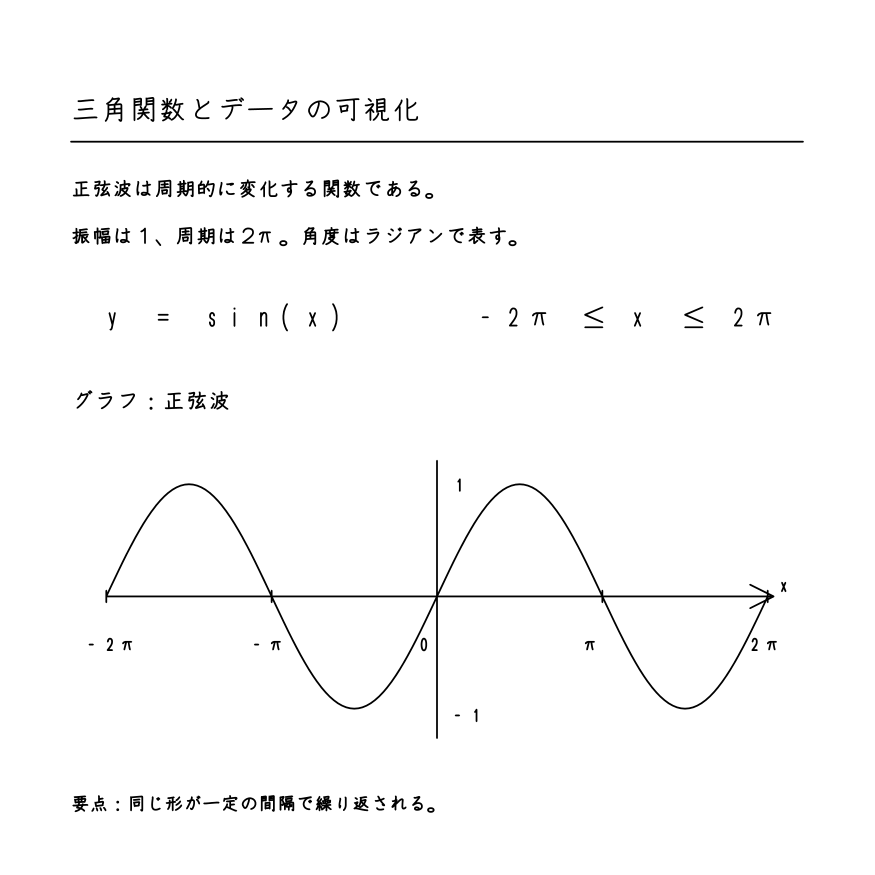 三角関数とデータの可視化
正弦波は周期的に変化する関数である。
振幅は1、周期は2π。角度はラジアンで表す。
y = sin(x) -2π ≤ x ≤ 2π
グラフ：正弦波
1
x
-2π -π 0 π 2π
-1
要点：同じ形が一定の間隔で繰り返される。